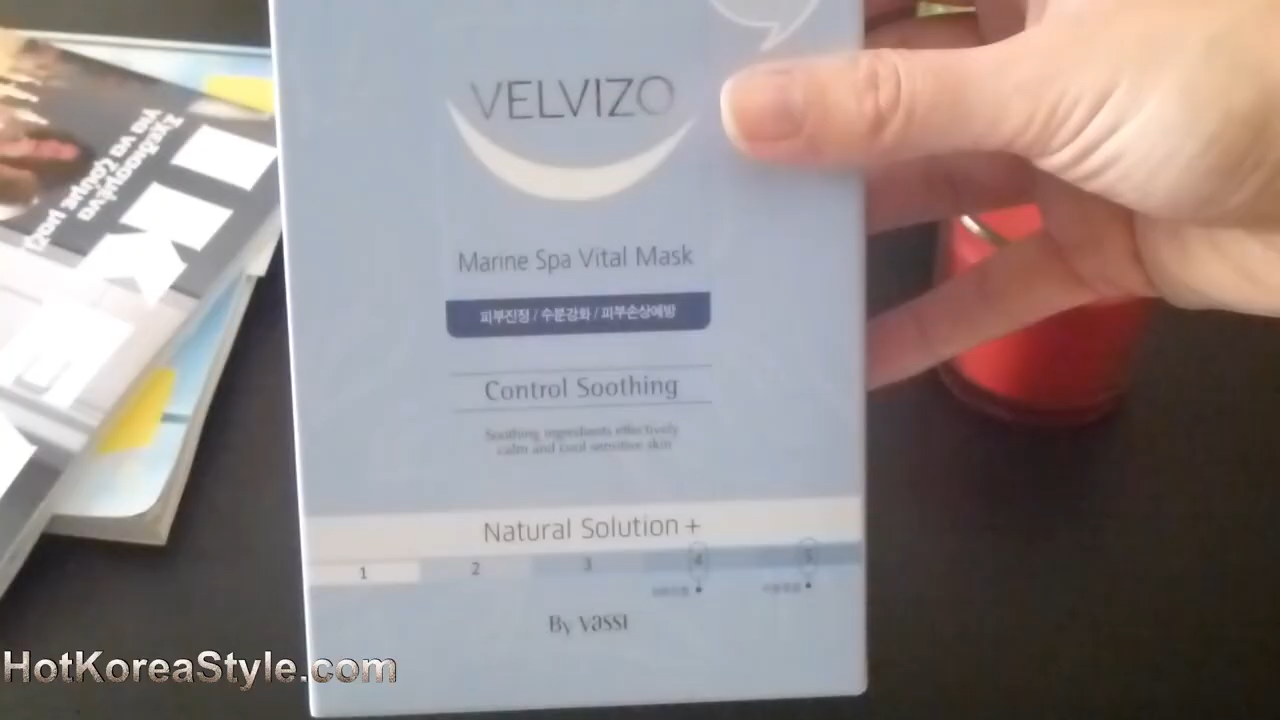 VELVIZO
Marine Spa Vital Mask
피부진정 / 수분강화 / 피부손상예방
Control Soothing
Soothing ingredients effectively
calm and cool sensitive skin
Natural Solution +
1 2 3 4 5
By vassi
HotKoreaStyle.com